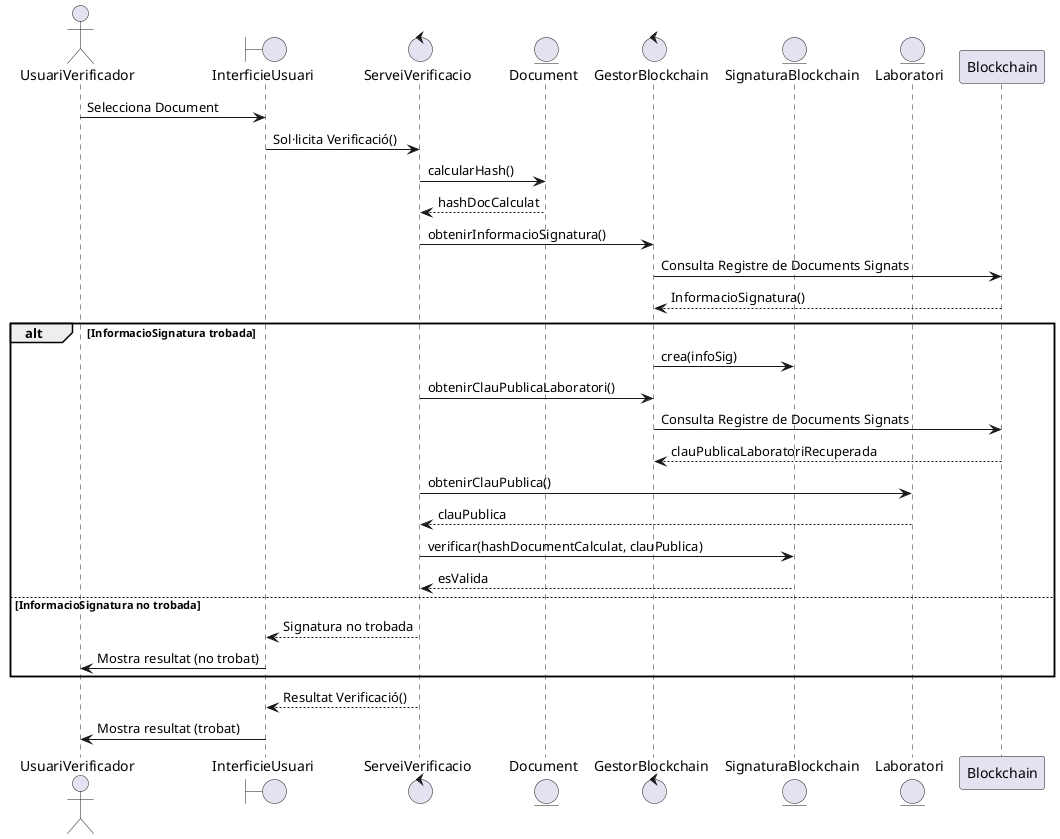 UsuariVerificador
InterficieUsuari
ServeiVerificacio
Document
GestorBlockchain
SignaturaBlockchain
Laboratori
Blockchain
Selecciona Document
Sol·licita Verificació()
calcularHash()
hashDocCalculat
obtenirInformacioSignatura()
Consulta Registre de Documents Signats
InformacioSignatura()
alt
[InformacioSignatura trobada]
crea(infoSig)
obtenirClauPublicaLaboratori()
Consulta Registre de Documents Signats
clauPublicaLaboratoriRecuperada
obtenirClauPublica()
clauPublica
verificar(hashDocumentCalculat, clauPublica)
esValida
[InformacioSignatura no trobada]
Signatura no trobada
Mostra resultat (no trobat)
Resultat Verificació()
Mostra resultat (trobat)
UsuariVerificador
InterficieUsuari
ServeiVerificacio
Document
GestorBlockchain
SignaturaBlockchain
Laboratori
Blockchain